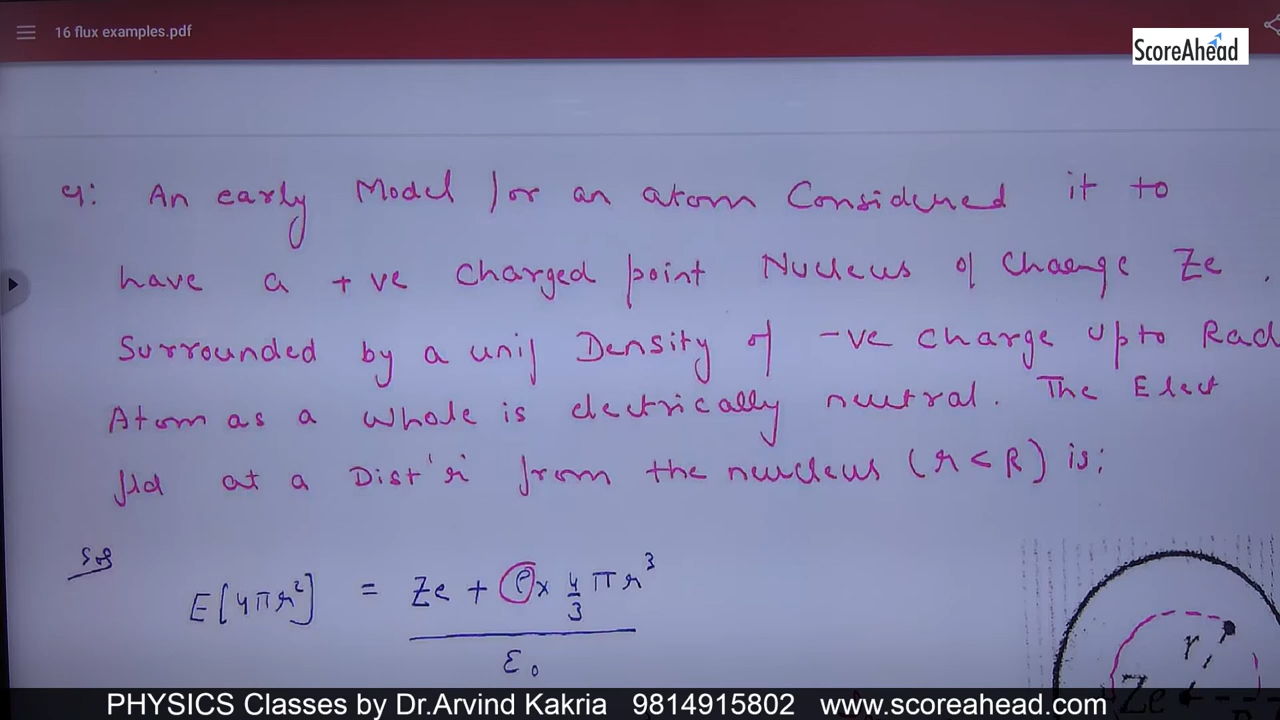 16 flux examples.pdf
ScoreAhead
9: An early Model for an atom Considered it to
have a +ve Charged point Nucleus of Charge Ze.
Surrounded by a unif Density of -ve charge upto Rad
Atom as a whole is electrically neutral. The Elect
fld at a Dist 'r' from the nucleus (r < R) is:
Sol
E[4πr²] = Ze + ρ x 4/3 πr³
ε₀
r
Ze
PHYSICS Classes by Dr.Arvind Kakria 9814915802 www.scoreahead.com